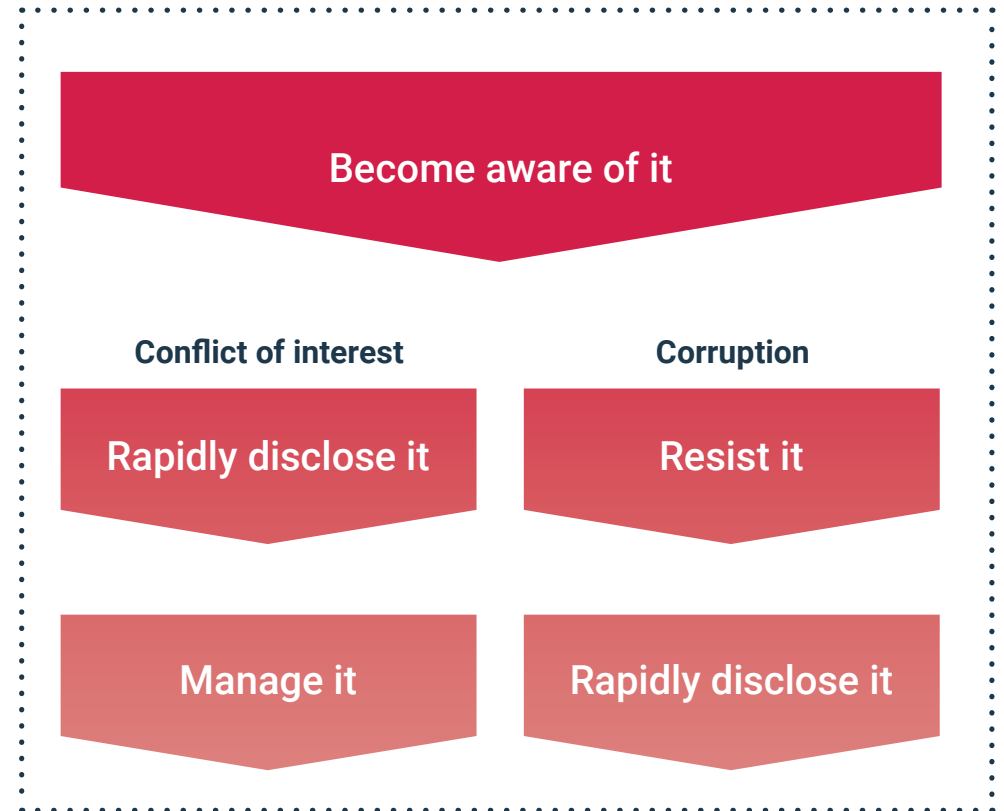 Become aware of it
Conflict of interest
Rapidly disclose it
Manage it
Corruption
Resist it
Rapidly disclose it